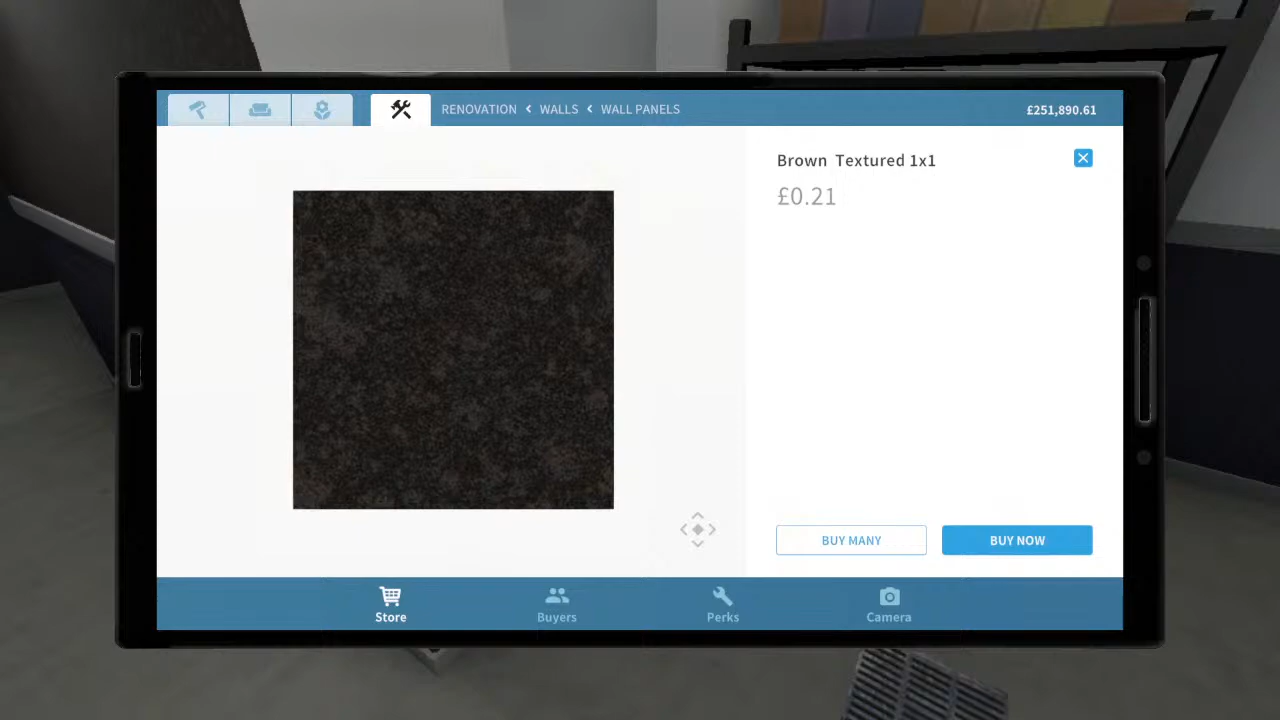 RENOVATION < WALLS < WALL PANELS
£251,890.61
Brown Textured 1x1
£0.21
BUY MANY
BUY NOW
Store
Buyers
Perks
Camera